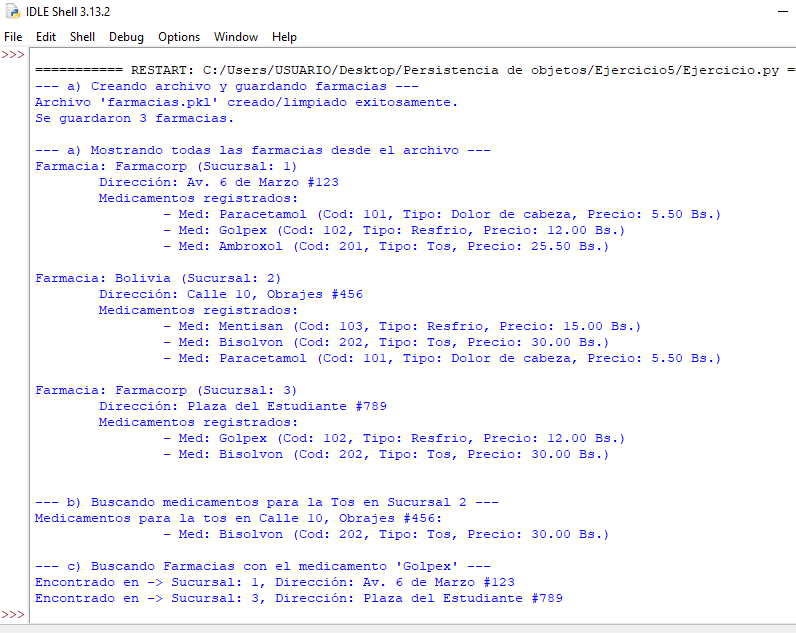 IDLE Shell 3.13.2
File Edit Shell Debug Options Window Help
>>>
=========== RESTART: C:/Users/USUARIO/Desktop/Persistencia de objetos/Ejercicio5/Ejercicio.py =
--- a) Creando archivo y guardando farmacias ---
Archivo 'farmacias.pkl' creado/limpiado exitosamente.
Se guardaron 3 farmacias.
--- a) Mostrando todas las farmacias desde el archivo ---
Farmacia: Farmacorp (Sucursal: 1)
Dirección: Av. 6 de Marzo #123
Medicamentos registrados:
- Med: Paracetamol (Cod: 101, Tipo: Dolor de cabeza, Precio: 5.50 Bs.)
- Med: Golpex (Cod: 102, Tipo: Resfrio, Precio: 12.00 Bs.)
- Med: Ambroxol (Cod: 201, Tipo: Tos, Precio: 25.50 Bs.)
Farmacia: Bolivia (Sucursal: 2)
Dirección: Calle 10, Obrajes #456
Medicamentos registrados:
- Med: Mentisan (Cod: 103, Tipo: Resfrio, Precio: 15.00 Bs.)
- Med: Bisolvon (Cod: 202, Tipo: Tos, Precio: 30.00 Bs.)
- Med: Paracetamol (Cod: 101, Tipo: Dolor de cabeza, Precio: 5.50 Bs.)
Farmacia: Farmacorp (Sucursal: 3)
Dirección: Plaza del Estudiante #789
Medicamentos registrados:
- Med: Golpex (Cod: 102, Tipo: Resfrio, Precio: 12.00 Bs.)
- Med: Bisolvon (Cod: 202, Tipo: Tos, Precio: 30.00 Bs.)
--- b) Buscando medicamentos para la Tos en Sucursal 2 ---
Medicamentos para la tos en Calle 10, Obrajes #456:
- Med: Bisolvon (Cod: 202, Tipo: Tos, Precio: 30.00 Bs.)
--- c) Buscando Farmacias con el medicamento 'Golpex' ---
Encontrado en -> Sucursal: 1, Dirección: Av. 6 de Marzo #123
Encontrado en -> Sucursal: 3, Dirección: Plaza del Estudiante #789
>>>